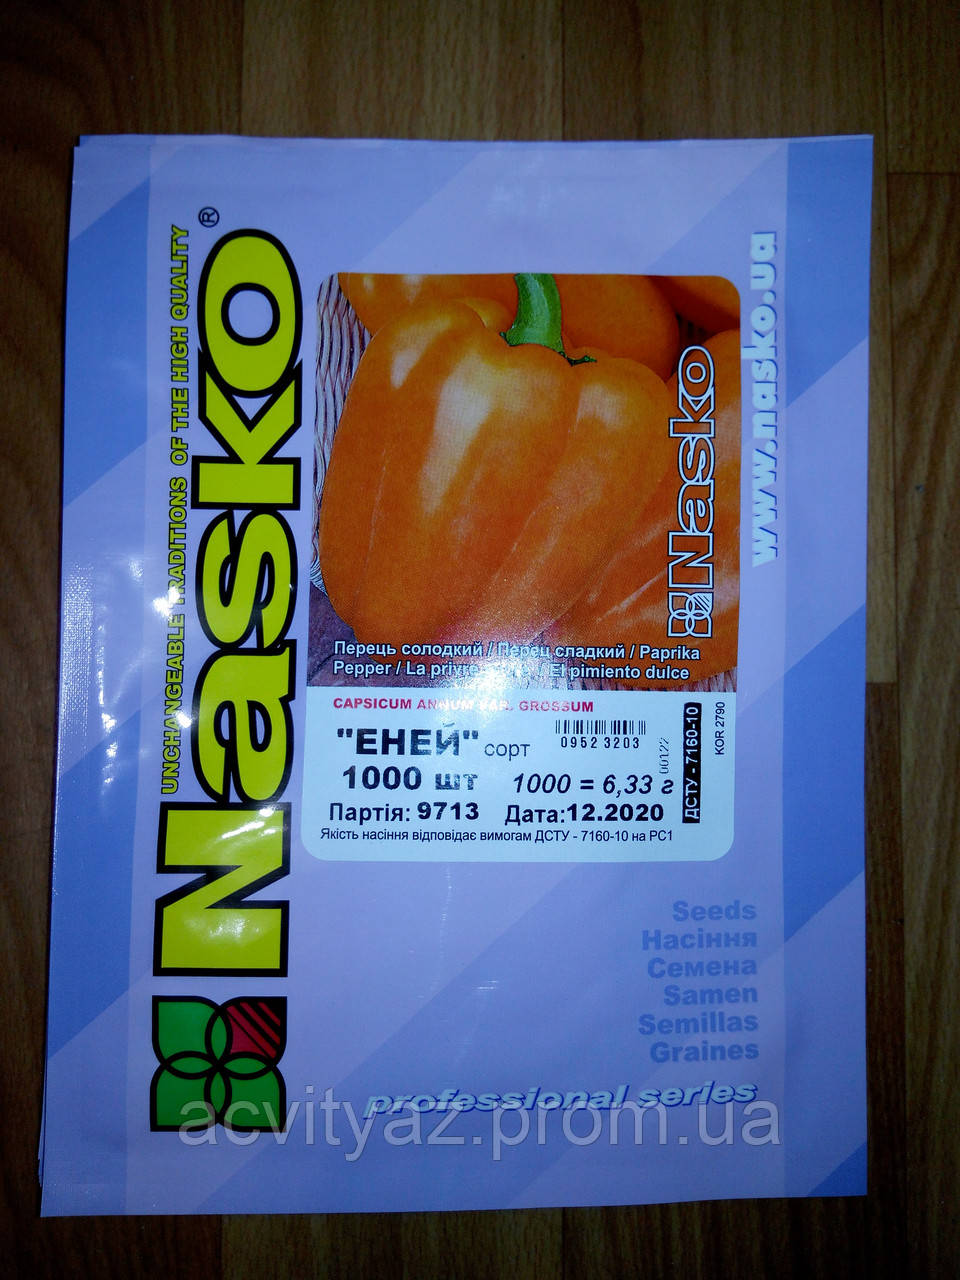 UNCHANGEABLE TRADITIONS OF THE HIGH QUALITY
Nasko®
www.nasko.ua
Nasko
Перець солодкий / Перец сладкий / Paprika
Pepper / La privre / El pimiento dulce
CAPSICUM ANNUM VAR. GROSSUM
"ЕНЕЙ" сорт
0952 3203
00122
1000 шт 1000 = 6,33 г
ДСТУ - 7160-10
KOR 2790
Партія: 9713 Дата:12.2020
Якість насіння відповідає вимогам ДСТУ - 7160-10 на РС1
Seeds
Насіння
Семена
Samen
Semillas
Graines
professional series
acvityaz.prom.ua